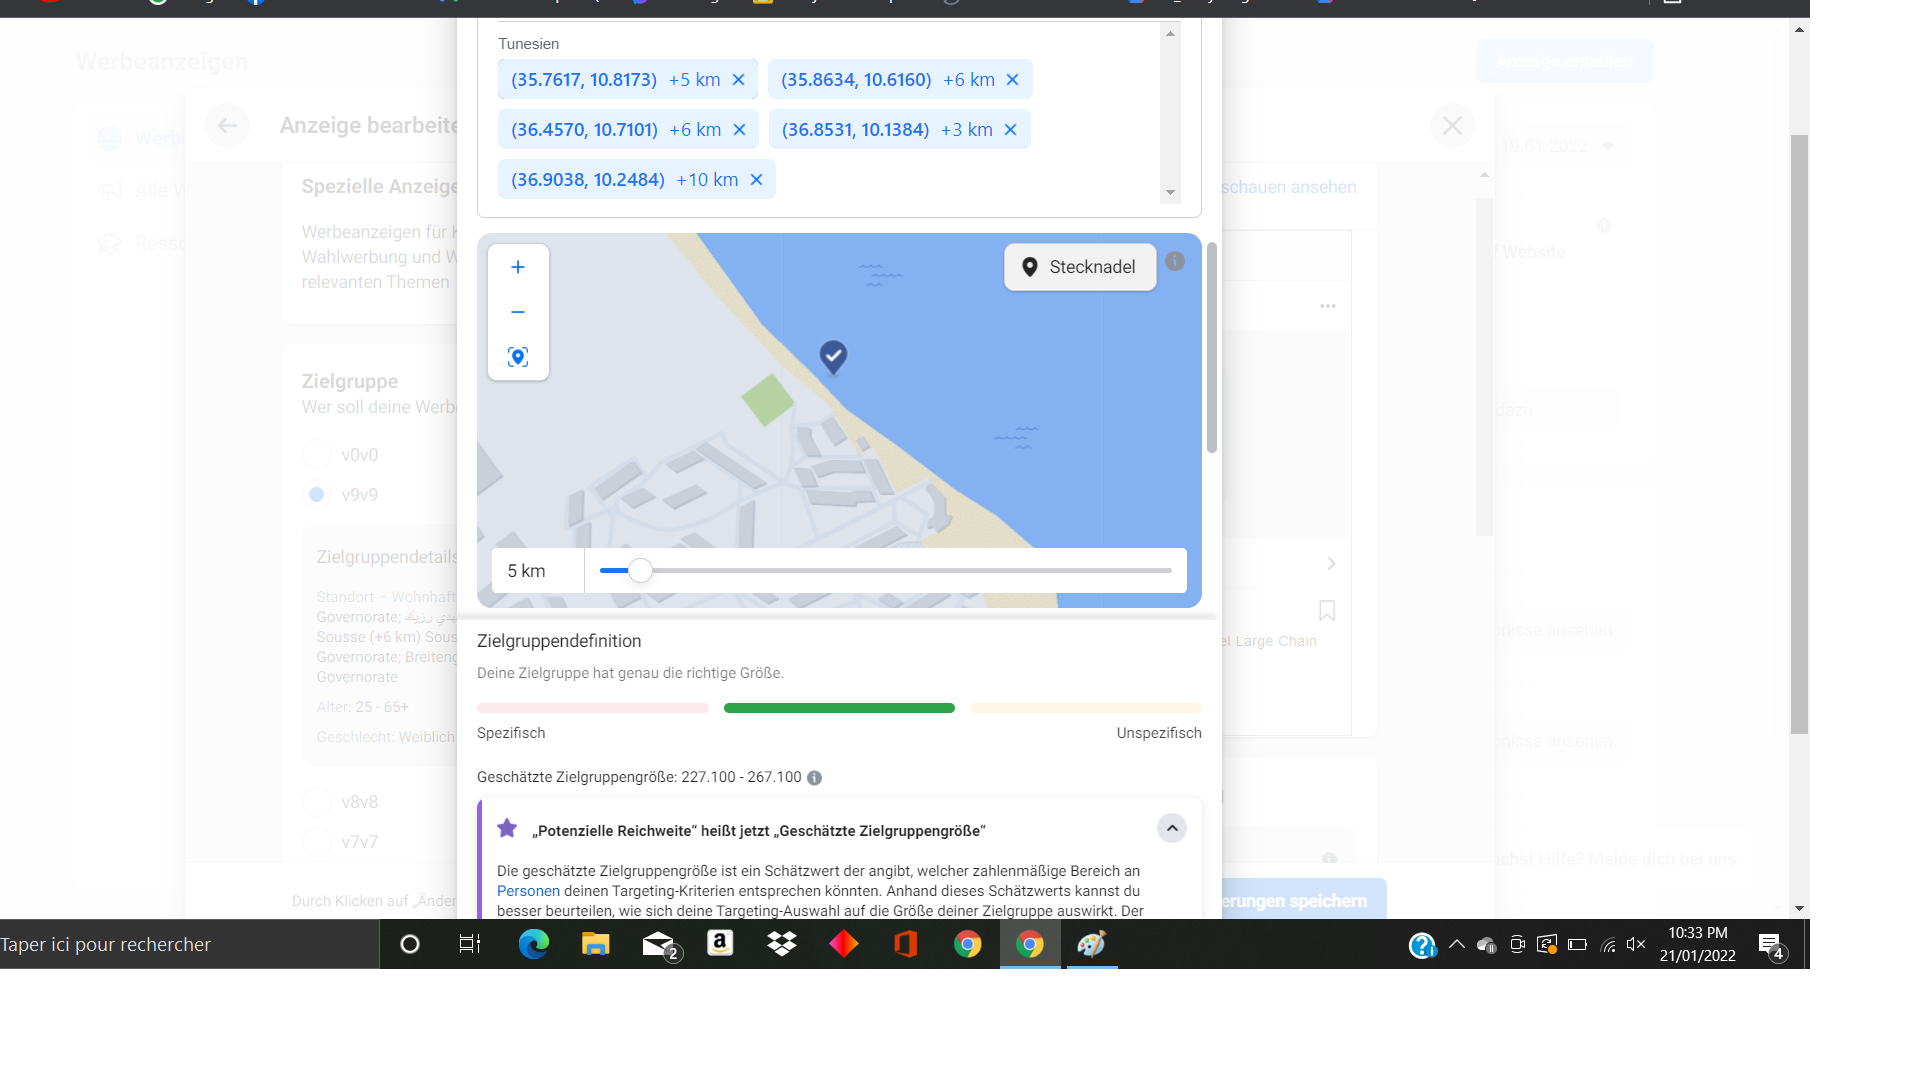 Werbeanzeigen
Anzeige erstellen
Anzeige bearbeite
19.01.2022
Alle W
Spezielle Anzeige
Werbeanzeigen für K
Wahlwerbung und W
relevanten Themen
Zielgruppe
Wer soll deine Werb
v0v0
v9v9
Zielgruppendetails
Standort – Wohnhaft
Governorate;
Sousse (+6 km) Sous
Governorate; Breiteng
Governorate
Alter: 25 - 65+
Geschlecht: Weiblich
v8v8
v7v7
Durch Klicken auf „Änder
Tunesien
(35.7617, 10.8173) +5 km
(35.8634, 10.6160) +6 km
(36.4570, 10.7101) +6 km
(36.8531, 10.1384) +3 km
(36.9038, 10.2484) +10 km
Stecknadel
5 km
Zielgruppendefinition
Deine Zielgruppe hat genau die richtige Größe.
Spezifisch
Unspezifisch
Geschätzte Zielgruppengröße: 227.100 - 267.100
„Potenzielle Reichweite“ heißt jetzt „Geschätzte Zielgruppengröße“
Die geschätzte Zielgruppengröße ist ein Schätzwert der angibt, welcher zahlenmäßige Bereich an
Personen deinen Targeting-Kriterien entsprechen könnten. Anhand dieses Schätzwerts kannst du
besser beurteilen, wie sich deine Targeting-Auswahl auf die Größe deiner Zielgruppe auswirkt. Der
schauen ansehen
Website
dazu
el Large Chain
nisse ansehen
nisse ansehen
chst Hilfe? Melde dich bei uns.
erungen speichern
Taper ici pour rechercher
2
10:33 PM
21/01/2022
4